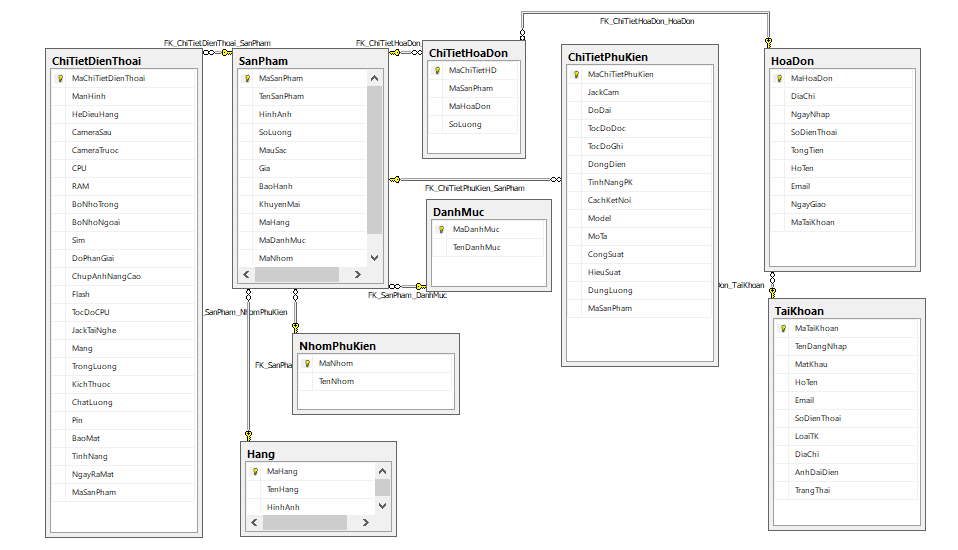 FK_ChiTietHoaDon_HoaDon
FK_ChiTietDienThoai_SanPham
FK_ChiTietHoaDon
ChiTietDienThoai
MaChiTietDienThoai
ManHinh
HeDieuHang
CameraSau
CameraTruoc
CPU
RAM
BoNhoTrong
BoNhoNgoai
Sim
DoPhanGiai
ChupAnhNangCao
Flash
TocDoCPU
JackTaiNghe
Mang
TrongLuong
KichThuoc
ChatLuong
Pin
BaoMat
TinhNang
NgayRaMat
MaSanPham
SanPham
MaSanPham
TenSanPham
HinhAnh
SoLuong
MauSac
Gia
BaoHanh
KhuyenMai
MaHang
MaDanhMuc
MaNhom
ChiTietHoaDon
MaChiTietHD
MaSanPham
MaHoaDon
SoLuong
FK_ChiTietPhuKien_SanPham
DanhMuc
MaDanhMuc
TenDanhMuc
FK_SanPham_DanhMuc
ChiTietPhuKien
MaChiTietPhuKien
JackCam
DoDai
TocDoDoc
TocDoGhi
DongDien
TinhNangPK
CachKetNoi
Model
MoTa
CongSuat
HieuSuat
DungLuong
MaSanPham
HoaDon
MaHoaDon
DiaChi
NgayNhap
SoDienThoai
TongTien
HoTen
Email
NgayGiao
MaTaiKhoan
Don_TaiKhoan
TaiKhoan
MaTaiKhoan
TenDangNhap
MatKhau
HoTen
Email
SoDienThoai
LoaiTK
DiaChi
AnhDaiDien
TrangThai
_SanPham_NhomPhuKien
NhomPhuKien
MaNhom
TenNhom
FK_SanPha
Hang
MaHang
TenHang
HinhAnh